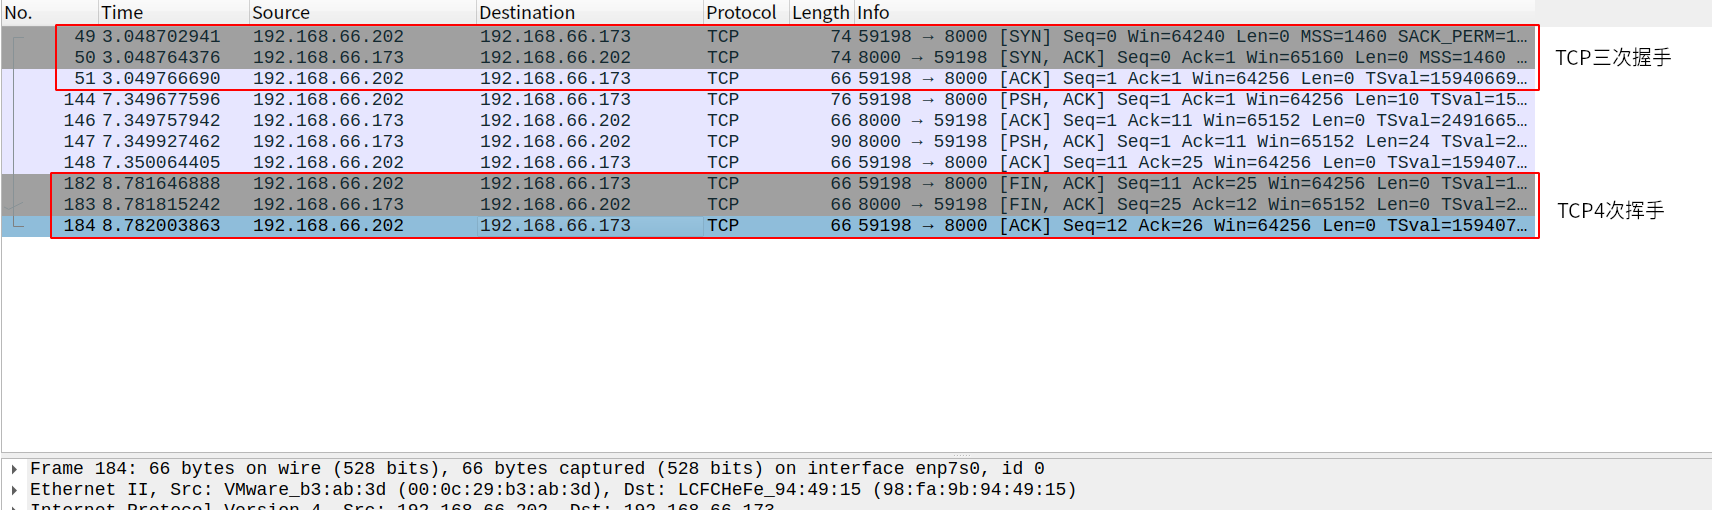 No. Time Source Destination Protocol Length Info
49 3.048702941 192.168.66.202 192.168.66.173 TCP 74 59198 → 8000 [SYN] Seq=0 Win=64240 Len=0 MSS=1460 SACK_PERM=1…
50 3.048764376 192.168.66.173 192.168.66.202 TCP 74 8000 → 59198 [SYN, ACK] Seq=0 Ack=1 Win=65160 Len=0 MSS=1460 …
TCP三次握手
51 3.049766690 192.168.66.202 192.168.66.173 TCP 66 59198 → 8000 [ACK] Seq=1 Ack=1 Win=64256 Len=0 TSval=15940669…
144 7.349677596 192.168.66.202 192.168.66.173 TCP 76 59198 → 8000 [PSH, ACK] Seq=1 Ack=1 Win=64256 Len=10 TSval=15…
146 7.349757942 192.168.66.173 192.168.66.202 TCP 66 8000 → 59198 [ACK] Seq=1 Ack=11 Win=65152 Len=0 TSval=2491665…
147 7.349927462 192.168.66.173 192.168.66.202 TCP 90 8000 → 59198 [PSH, ACK] Seq=1 Ack=11 Win=65152 Len=24 TSval=2…
148 7.350064405 192.168.66.202 192.168.66.173 TCP 66 59198 → 8000 [ACK] Seq=11 Ack=25 Win=64256 Len=0 TSval=159407…
182 8.781646888 192.168.66.202 192.168.66.173 TCP 66 59198 → 8000 [FIN, ACK] Seq=11 Ack=25 Win=64256 Len=0 TSval=1…
183 8.781815242 192.168.66.173 192.168.66.202 TCP 66 8000 → 59198 [FIN, ACK] Seq=25 Ack=12 Win=65152 Len=0 TSval=2…
TCP4次挥手
184 8.782003863 192.168.66.202 192.168.66.173 TCP 66 59198 → 8000 [ACK] Seq=12 Ack=26 Win=64256 Len=0 TSval=159407…
Frame 184: 66 bytes on wire (528 bits), 66 bytes captured (528 bits) on interface enp7s0, id 0
Ethernet II, Src: VMware_b3:ab:3d (00:0c:29:b3:ab:3d), Dst: LCFCHeFe_94:49:15 (98:fa:9b:94:49:15)
Internet Protocol Version 4, Src: 192.168.66.202, Dst: 192.168.66.173